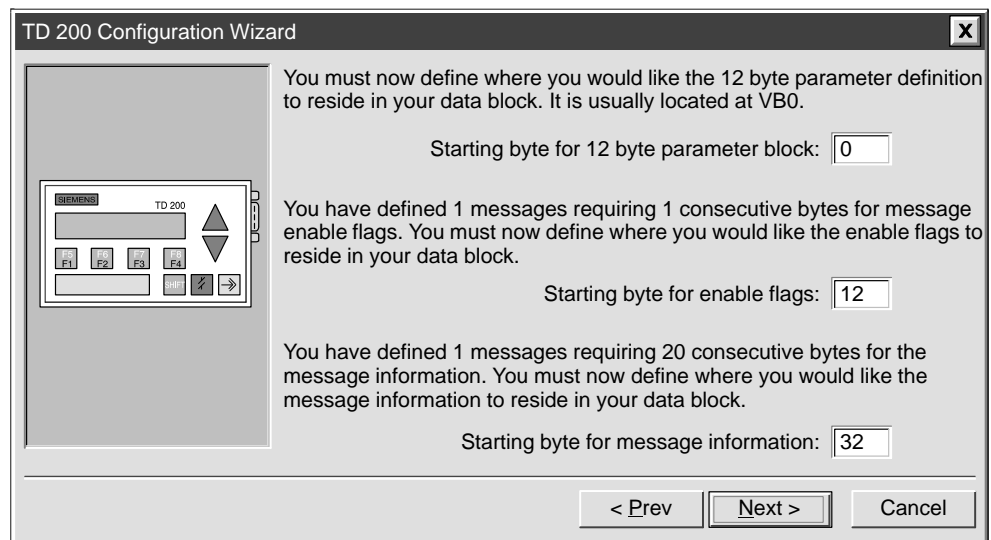 TD 200 Configuration Wizard
X
You must now define where you would like the 12 byte parameter definition
to reside in your data block. It is usually located at VB0.
Starting byte for 12 byte parameter block: 0
SIEMENS
TD 200
F5 F6 F7 F8
F1 F2 F3 F4
SHIFT
You have defined 1 messages requiring 1 consecutive bytes for message
enable flags. You must now define where you would like the enable flags to
reside in your data block.
Starting byte for enable flags: 12
You have defined 1 messages requiring 20 consecutive bytes for the
message information. You must now define where you would like the
message information to reside in your data block.
Starting byte for message information: 32
< Prev Next > Cancel